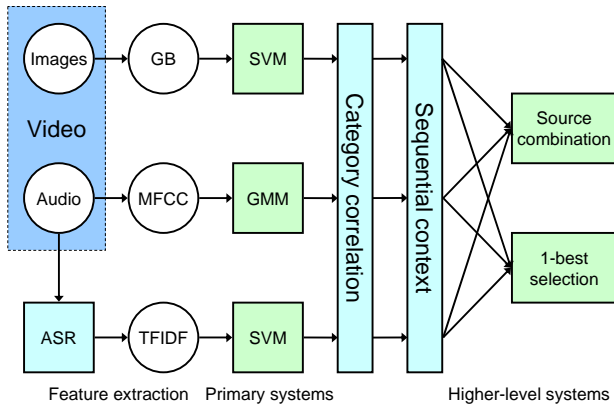 Images
GB
SVM
Video
Audio
MFCC
GMM
ASR
TFIDF
SVM
Category correlation
Sequential context
Source
combination
1-best
selection
Feature extraction
Primary systems
Higher-level systems